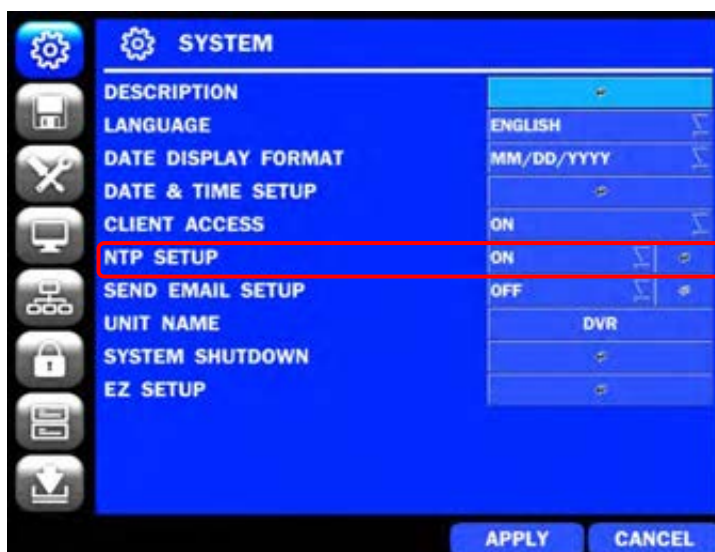 SYSTEM
DESCRIPTION
LANGUAGE ENGLISH
DATE DISPLAY FORMAT MM/DD/YYYY
DATE & TIME SETUP
CLIENT ACCESS ON
NTP SETUP ON
SEND EMAIL SETUP OFF
UNIT NAME DVR
SYSTEM SHUTDOWN
EZ SETUP
APPLY CANCEL